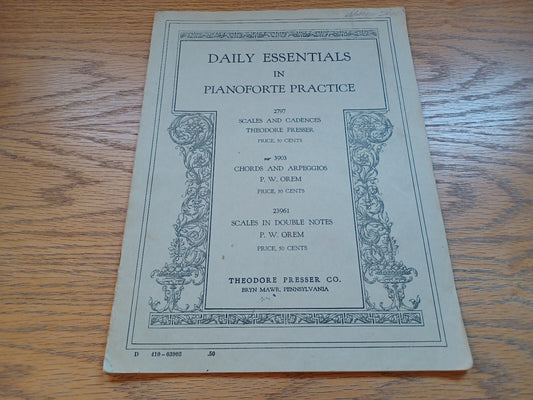 DAILY ESSENTIALS
IN
PIANOFORTE PRACTICE
2797
SCALES AND CADENCES
THEODORE PRESSER
PRICE, 50 CENTS
3903
CHORDS AND ARPEGGIOS
P. W. OREM
PRICE, 50 CENTS
23961
SCALES IN DOUBLE NOTES
P. W. OREM
PRICE, 50 CENTS
THEODORE PRESSER CO.
BRYN MAWR, PENNSYLVANIA
D 410-03903 .50